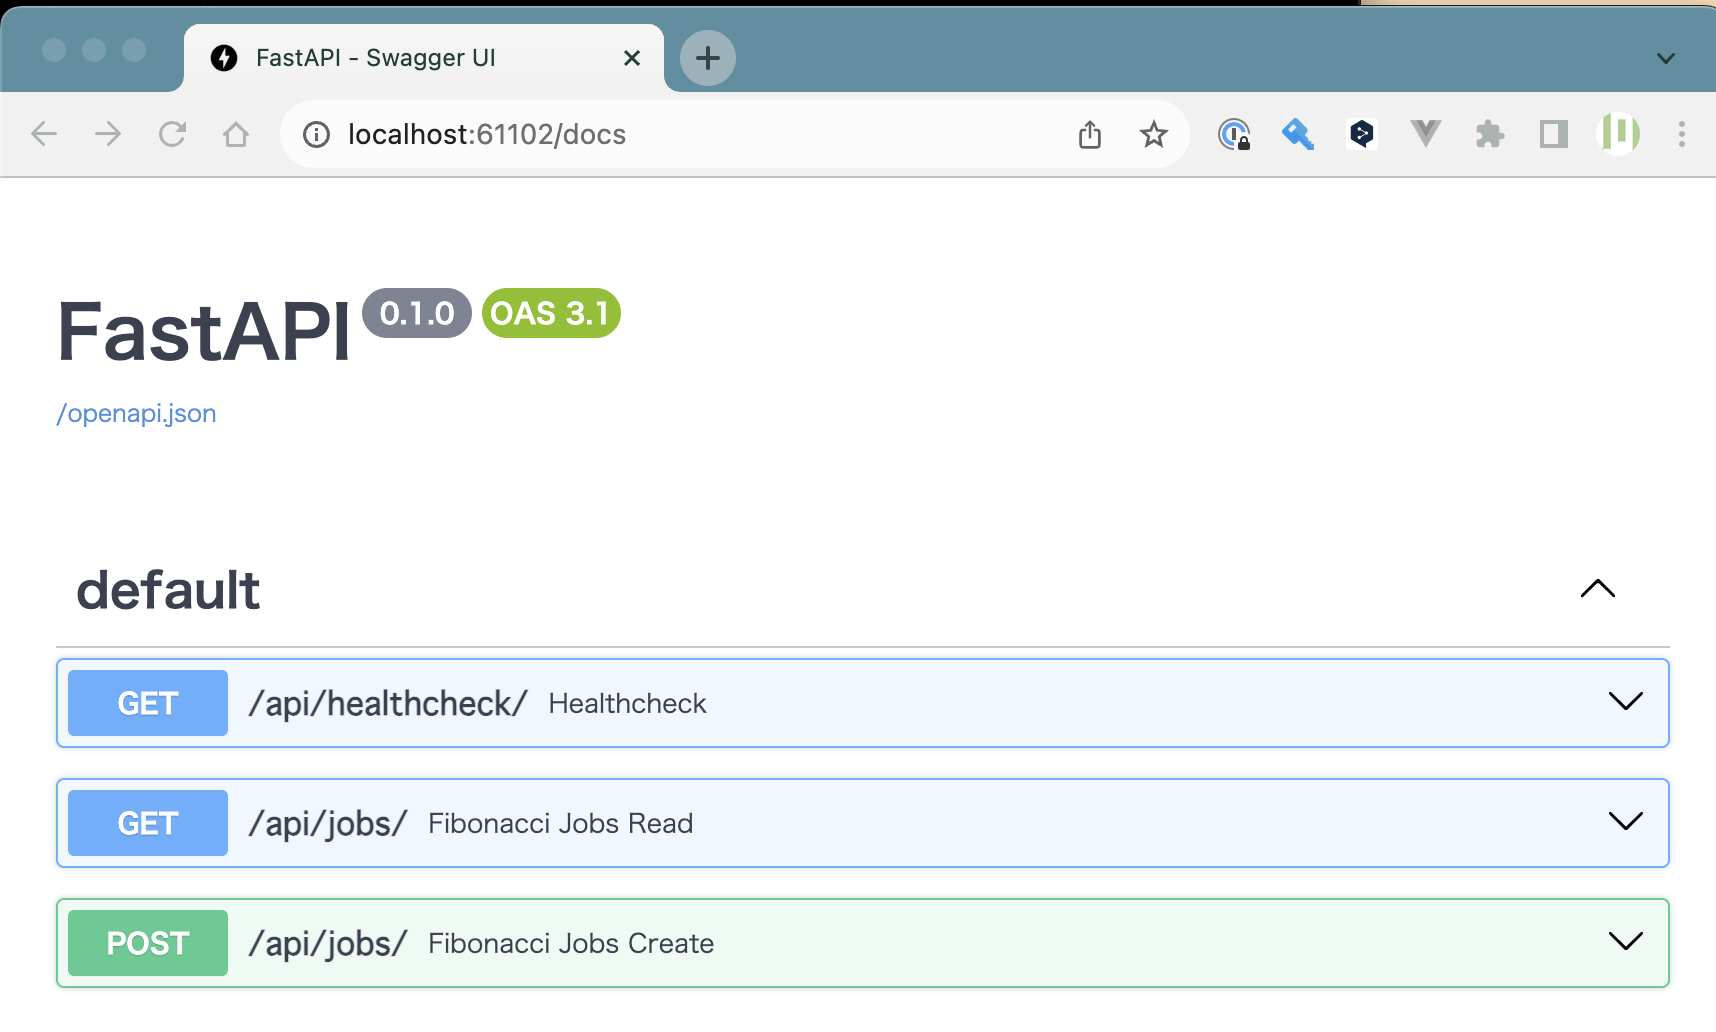 FastAPI - Swagger UI
localhost:61102/docs
FastAPI 0.1.0 OAS 3.1
/openapi.json
default
GET /api/healthcheck/ Healthcheck
GET /api/jobs/ Fibonacci Jobs Read
POST /api/jobs/ Fibonacci Jobs Create